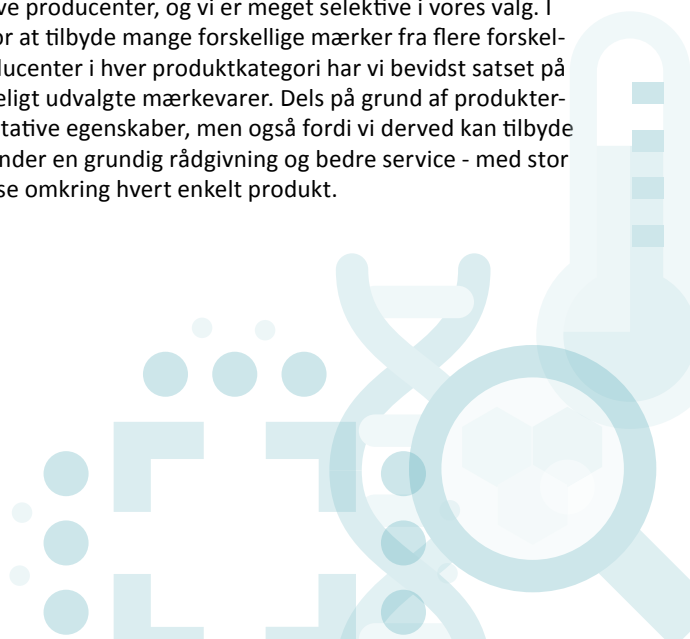 ve producenter, og vi er meget selektive i vores valg. I
or at tilbyde mange forskellige mærker fra flere forskel-
ducenter i hver produktkategori har vi bevidst satset på
eligt udvalgte mærkevarer. Dels på grund af produkter-
tative egenskaber, men også fordi vi derved kan tilbyde
nder en grundig rådgivning og bedre service - med stor
se omkring hvert enkelt produkt.